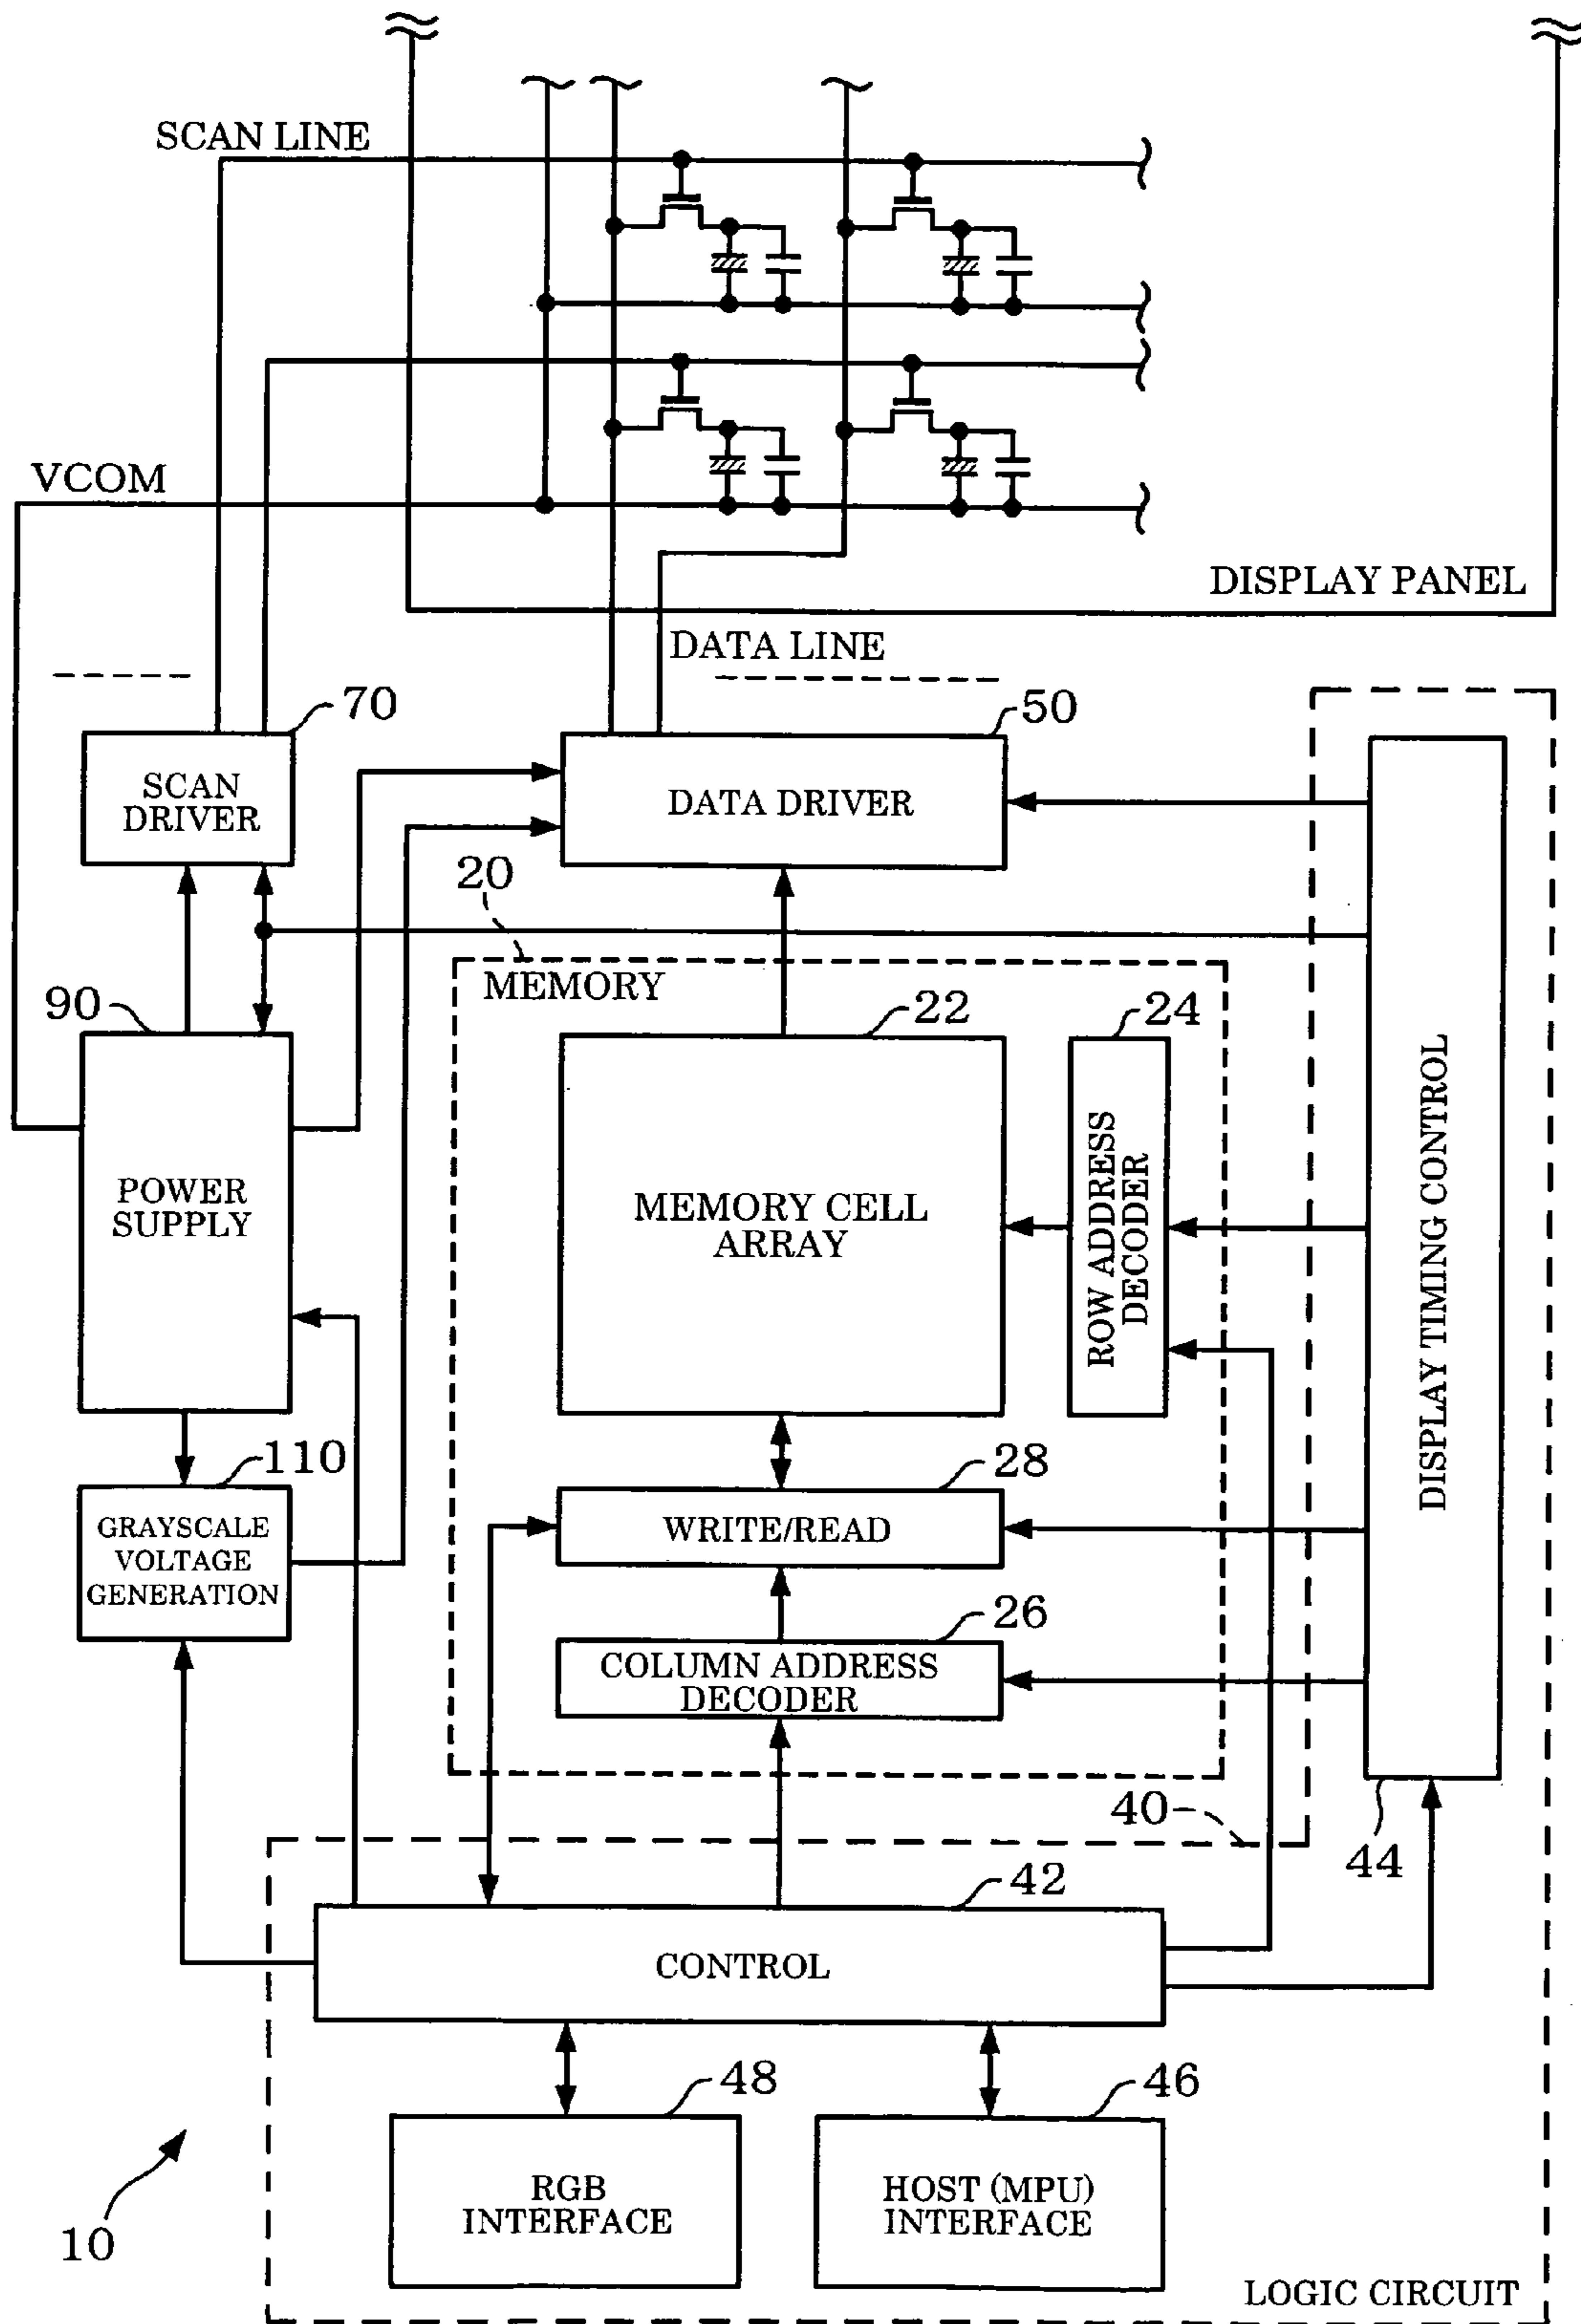 SCAN LINE
VCOM
DISPLAY PANEL
DATA LINE
70
50
SCAN
DRIVER
DATA DRIVER
20
MEMORY
90
22
24
POWER
SUPPLY
MEMORY CELL
ARRAY
ROW ADDRESS
DECODER
DISPLAY TIMING CONTROL
110
28
GRAYSCALE
VOLTAGE
GENERATION
WRITE/READ
26
COLUMN ADDRESS
DECODER
40
44
42
CONTROL
48
46
RGB
INTERFACE
HOST (MPU)
INTERFACE
10
LOGIC CIRCUIT